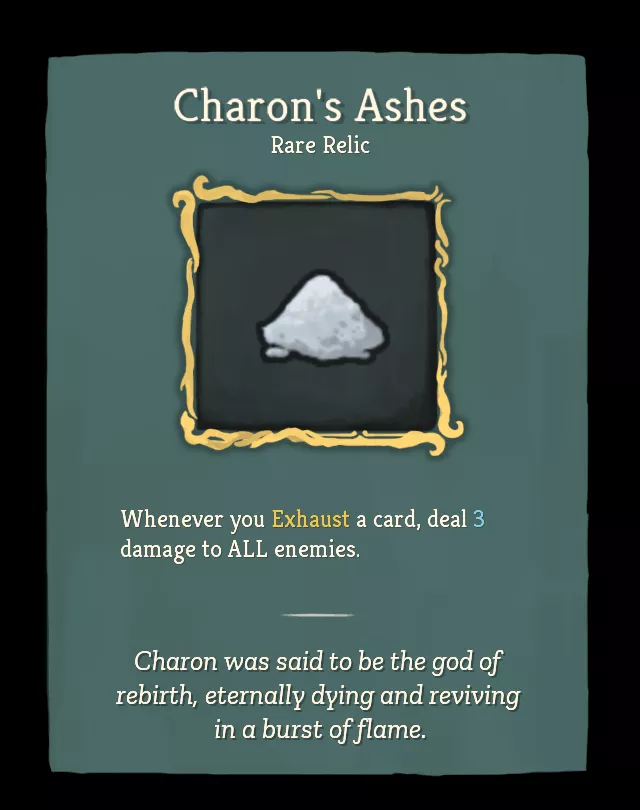 Charon's Ashes
Rare Relic
Whenever you Exhaust a card, deal 3
damage to ALL enemies.
Charon was said to be the god of
rebirth, eternally dying and reviving
in a burst of flame.